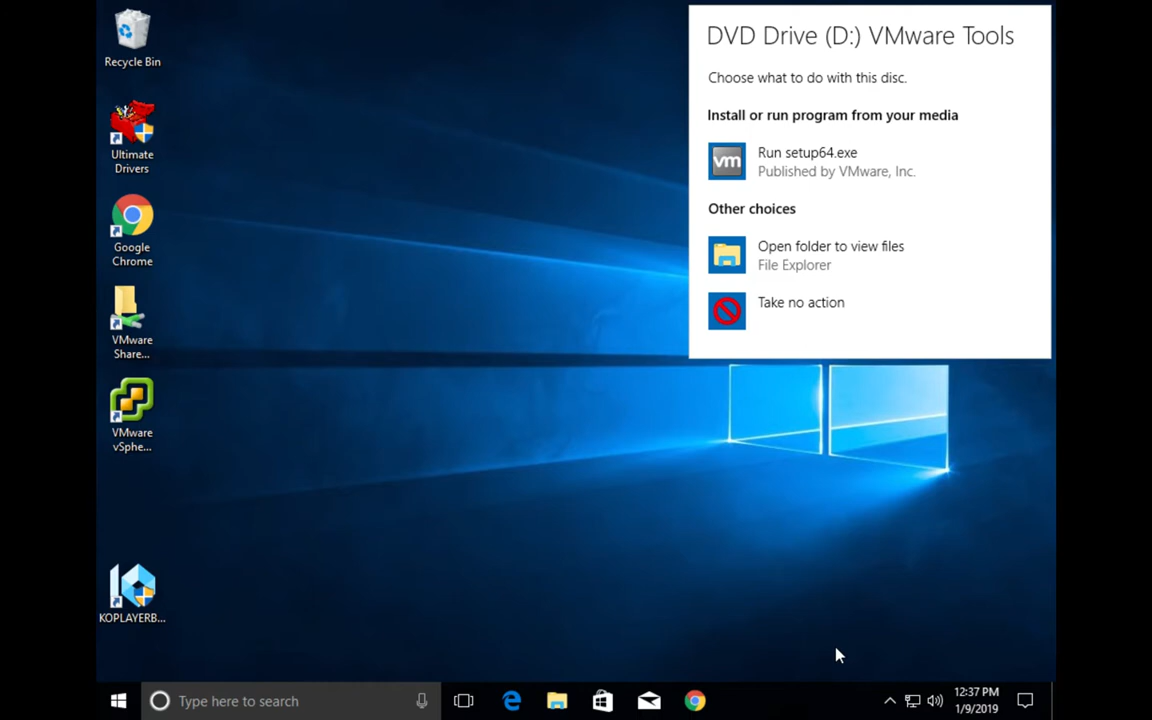 Recycle Bin
Ultimate
Drivers
Google
Chrome
VMware
Share...
VMware
vSphe...
KOPLAYERB...
DVD Drive (D:) VMware Tools
Choose what to do with this disc.
Install or run program from your media
vm
Run setup64.exe
Published by VMware, Inc.
Other choices
Open folder to view files
File Explorer
Take no action
Type here to search
12:37 PM
1/9/2019